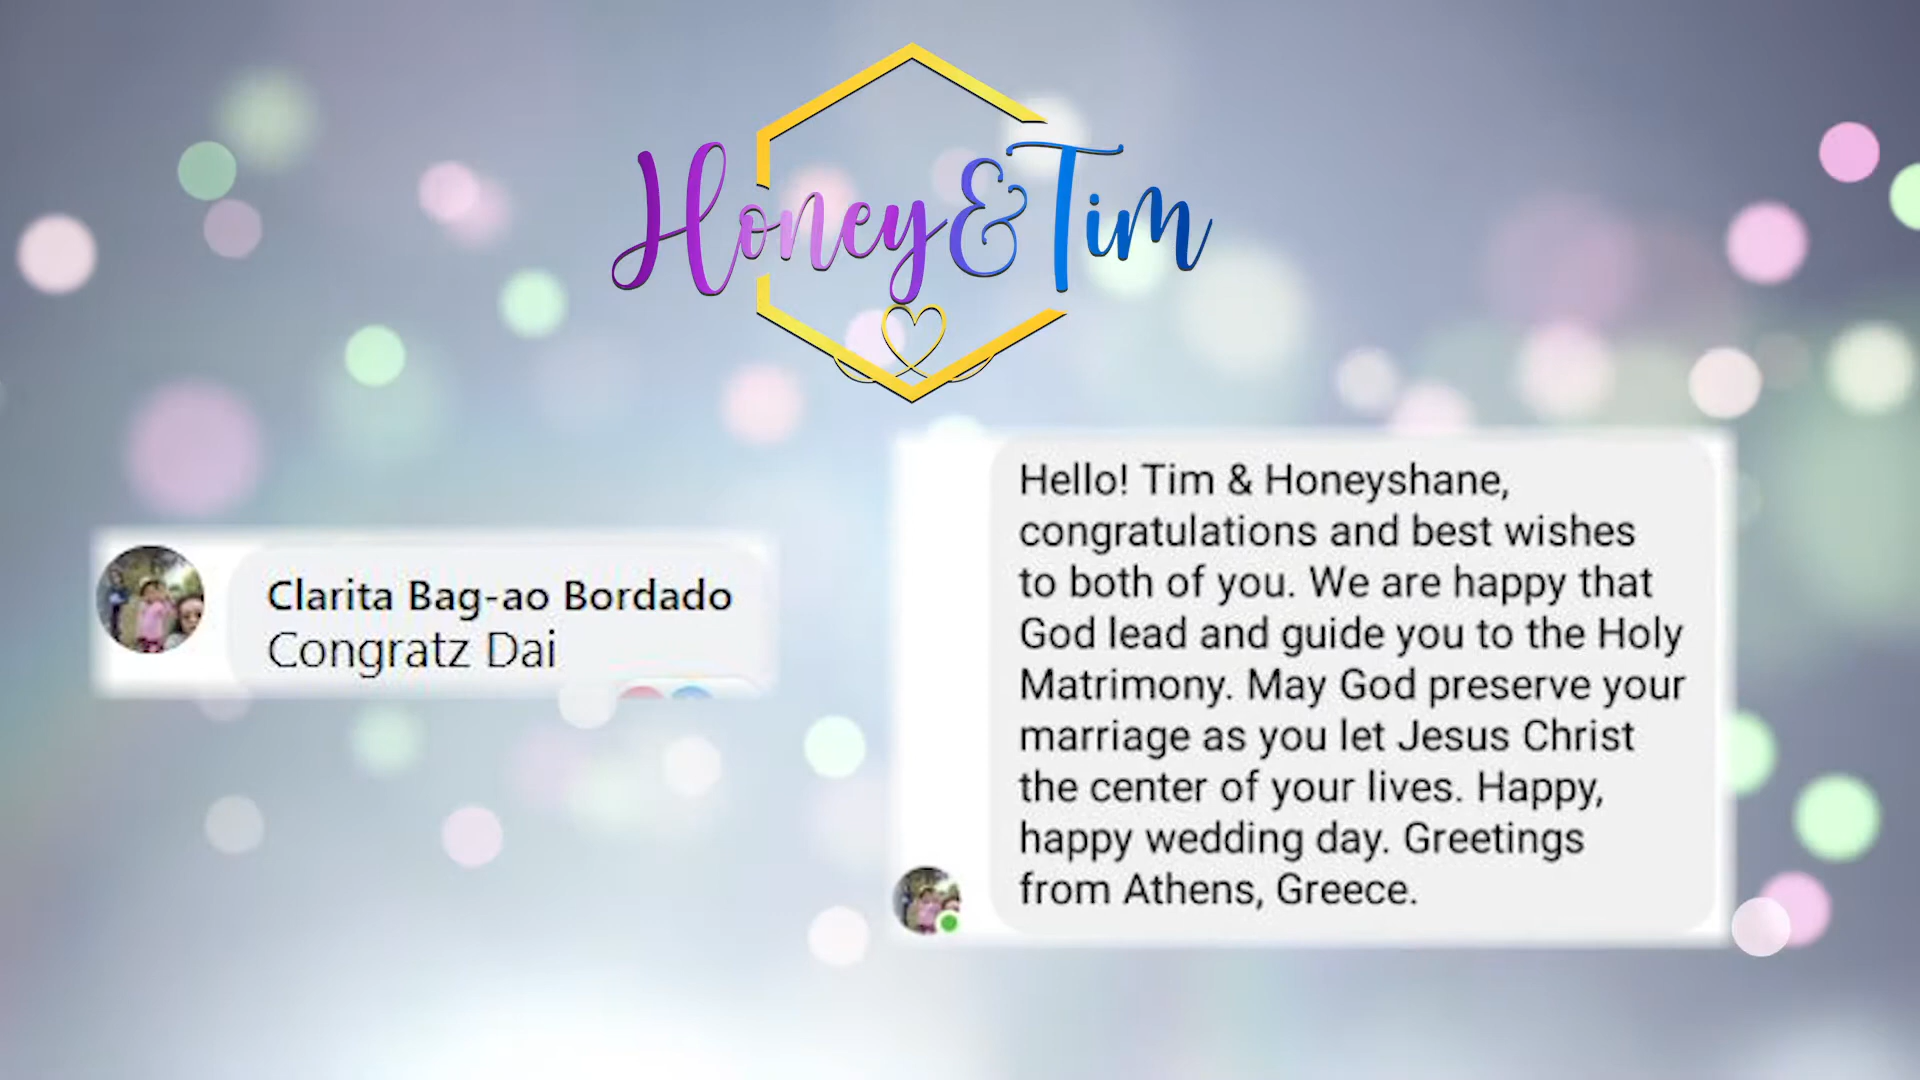 Honey & Tim
Clarita Bag-ao Bordado
Congratz Dai
Hello! Tim & Honeyshane,
congratulations and best wishes
to both of you. We are happy that
God lead and guide you to the Holy
Matrimony. May God preserve your
marriage as you let Jesus Christ
the center of your lives. Happy,
happy wedding day. Greetings
from Athens, Greece.